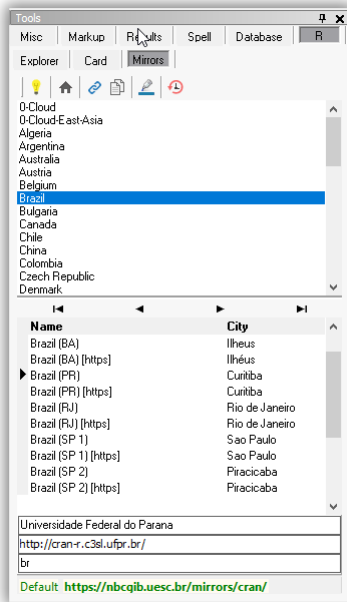 Tools
Misc Markup Results Spell Database R
Explorer Card Mirrors
0-Cloud
0-Cloud-East-Asia
Algeria
Argentina
Australia
Austria
Belgium
Brazil
Bulgaria
Canada
Chile
China
Colombia
Czech Republic
Denmark
Name City
Brazil (BA) Ilheus
Brazil (BA) [https] Ilhéus
Brazil (PR) Curitiba
Brazil (PR) [https] Curitiba
Brazil (RJ) Rio de Janeiro
Brazil (RJ) [https] Rio de Janeiro
Brazil (SP 1) Sao Paulo
Brazil (SP 1) [https] Sao Paulo
Brazil (SP 2) Piracicaba
Brazil (SP 2) [https] Piracicaba
Universidade Federal do Parana
http://cran-r.c3sl.ufpr.br/
br
Default https://nbcgib.uesc.br/mirrors/cran/